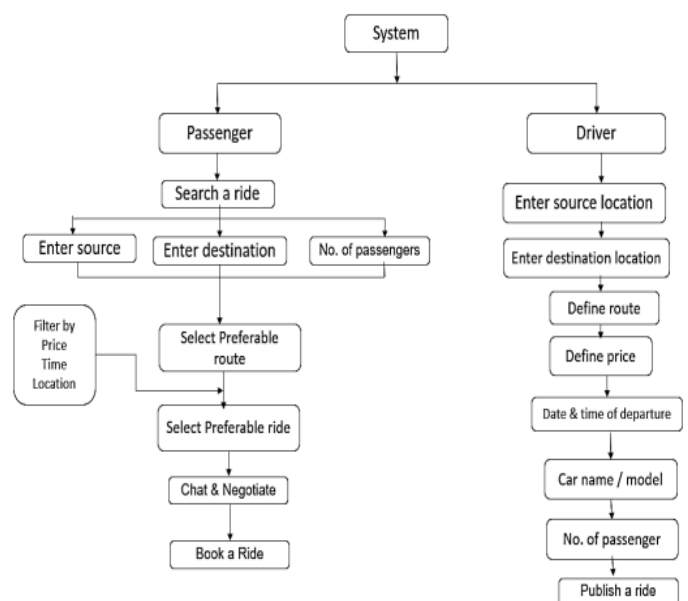 System
Passenger
Driver
Search a ride
Enter source location
Enter source
Enter destination
No. of passengers
Enter destination location
Define route
Filter by
Price
Time
Location
Select Preferable
route
Define price
Select Preferable ride
Date & time of departure
Chat & Negotiate
Car name / model
Book a Ride
No. of passenger
Publish a ride